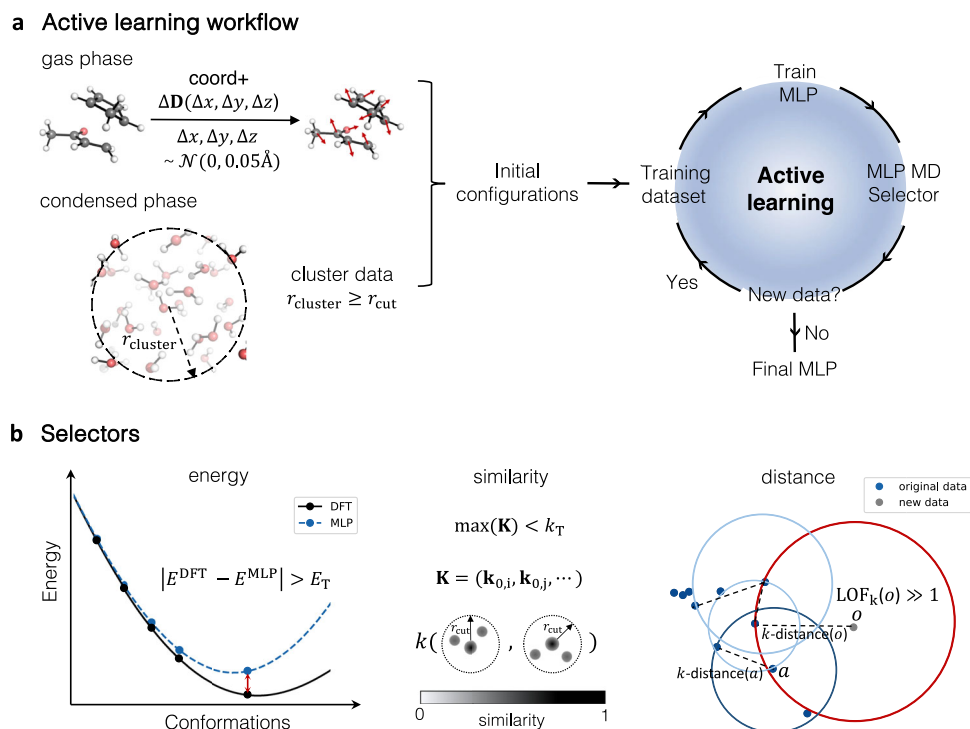 a Active learning workflow
gas phase
coord+
Δ𝐃(Δx, Δy, Δz)
Δx, Δy, Δz
~ 𝒩(0, 0.05Å)
condensed phase
r_cluster
cluster data
r_cluster ≥ r_cut
Initial
configurations
Train
MLP
Training
dataset
Active
learning
MLP MD
Selector
Yes
New data?
No
Final MLP
b Selectors
energy
Energy
DFT
MLP
|E^DFT − E^MLP| > E_T
Conformations
similarity
max(𝐊) < k_T
𝐊 = (𝐤_0,i, 𝐤_0,j, ⋯)
k( r_cut , r_cut )
0 1
similarity
distance
original data
new data
LOF_k(o) ≫ 1
o
k-distance(o)
k-distance(a) a